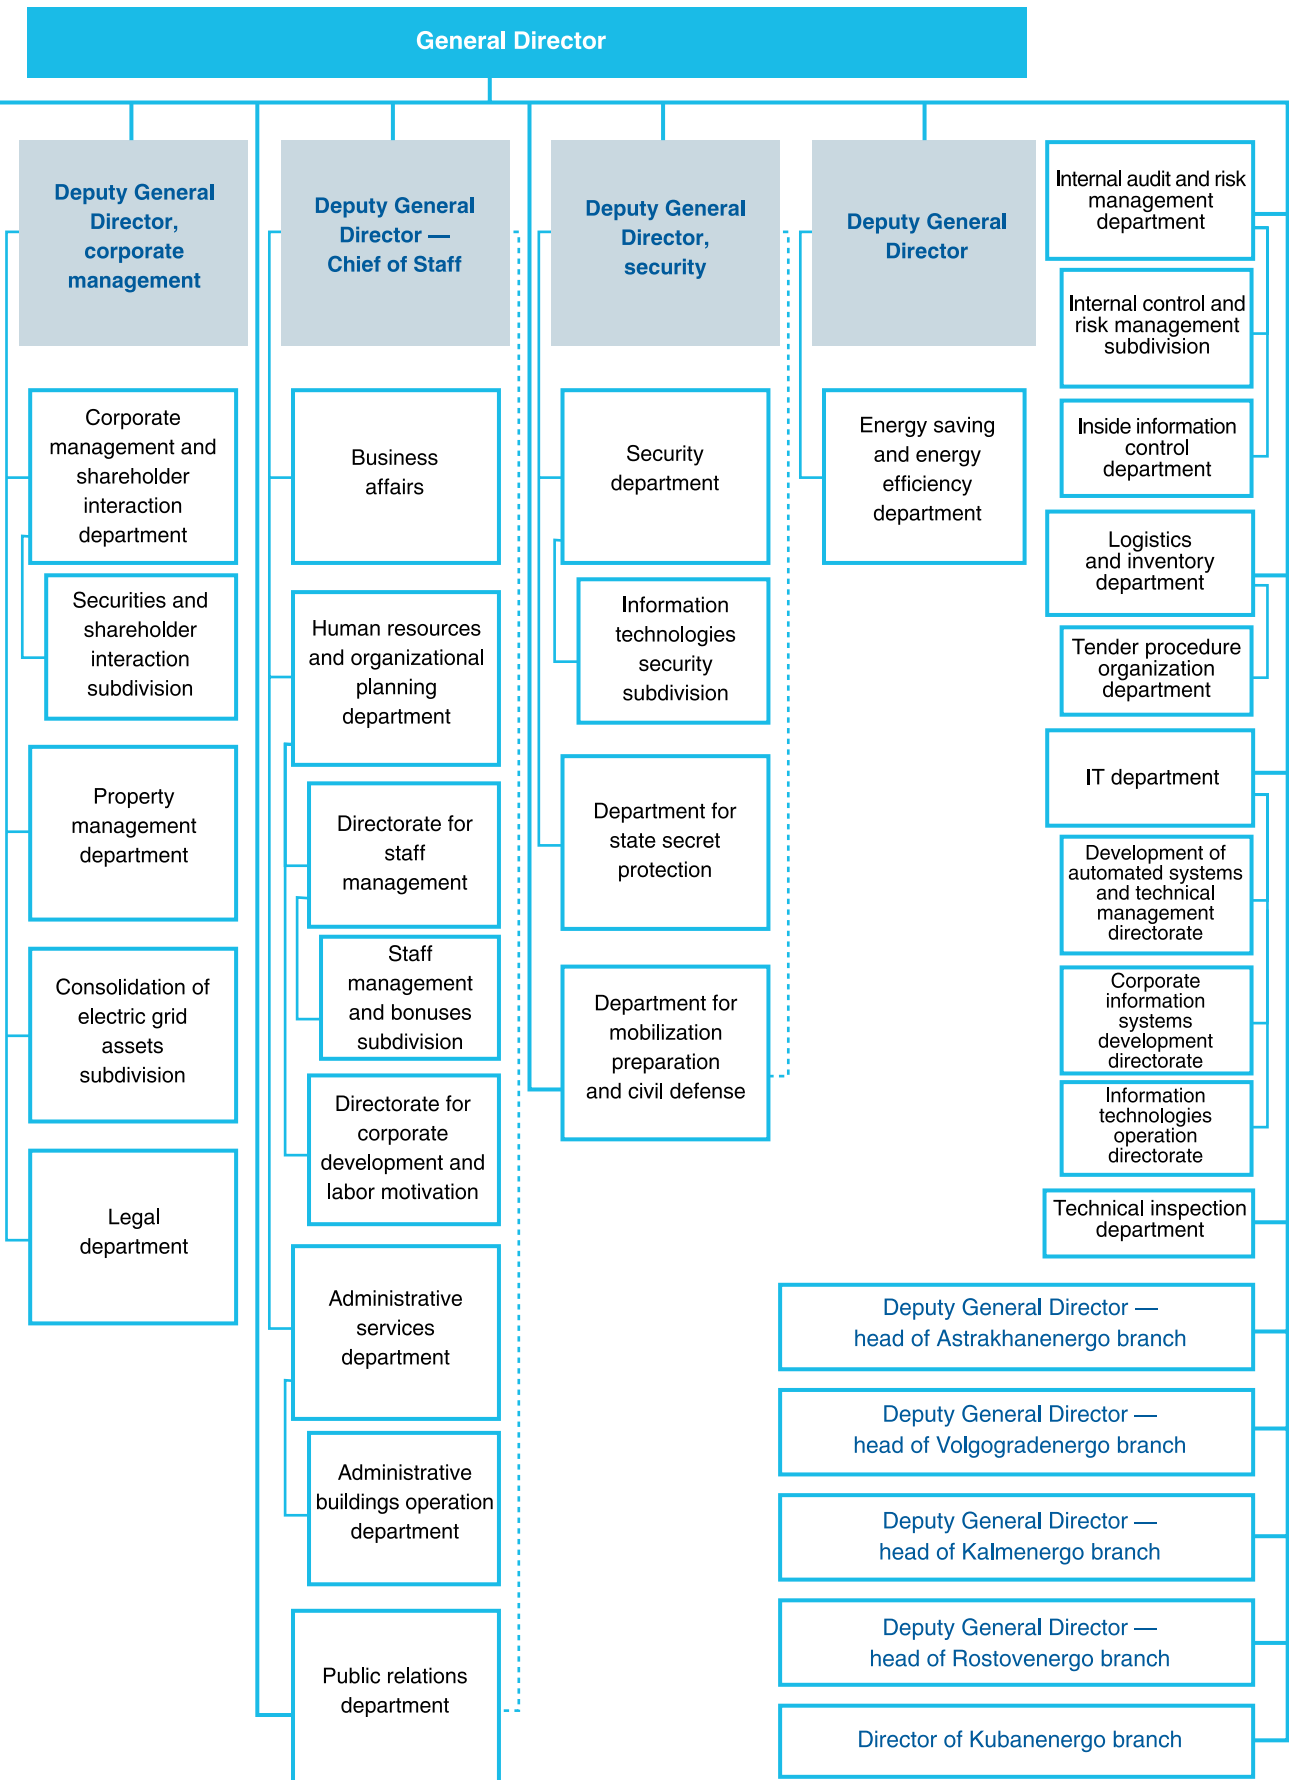 General Director
Deputy General
Director,
corporate
management
Corporate
management and
shareholder
interaction
department
Securities and
shareholder
interaction
subdivision
Property
management
department
Consolidation of
electric grid
assets
subdivision
Legal
department
Deputy General
Director —
Chief of Staff
Business
affairs
Human resources
and organizational
planning
department
Directorate for
staff
management
Staff
management
and bonuses
subdivision
Directorate for
corporate
development and
labor motivation
Administrative
services
department
Administrative
buildings operation
department
Public relations
department
Deputy General
Director,
security
Security
department
Information
technologies
security
subdivision
Department for
state secret
protection
Department for
mobilization
preparation
and civil defense
Deputy General
Director
Energy saving
and energy
efficiency
department
Internal audit and risk
management
department
Internal control and
risk management
subdivision
Inside information
control
department
Logistics
and inventory
department
Tender procedure
organization
department
IT department
Development of
automated systems
and technical
management
directorate
Corporate
information
systems
development
directorate
Information
technologies
operation
directorate
Technical inspection
department
Deputy General Director —
head of Astrakhanenergo branch
Deputy General Director —
head of Volgogradenergo branch
Deputy General Director —
head of Kalmenergo branch
Deputy General Director —
head of Rostovenergo branch
Director of Kubanenergo branch